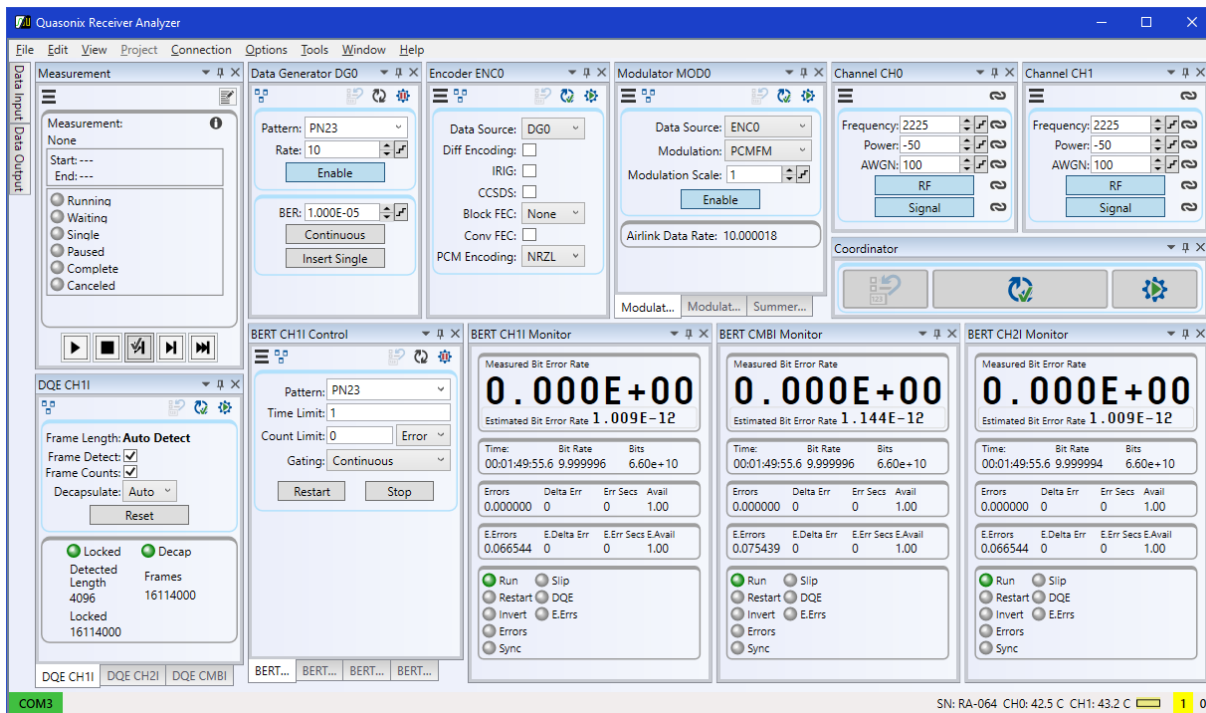 Quasonix Receiver Analyzer
File Edit View Project Connection Options Tools Window Help
Data Input
Data Output
Measurement
Measurement:
None
Start: ---
End: ---
Running
Waiting
Single
Paused
Complete
Canceled
Data Generator DG0
Pattern: PN23
Rate: 10
Enable
BER: 1.000E-05
Continuous
Insert Single
Encoder ENC0
Data Source: DG0
Diff Encoding:
IRIG:
CCSDS:
Block FEC: None
Conv FEC:
PCM Encoding: NRZL
Modulator MOD0
Data Source: ENC0
Modulation: PCMFM
Modulation Scale: 1
Enable
Airlink Data Rate: 10.000018
Modulat... Modulat... Summer...
Channel CH0
Frequency: 2225
Power: -50
AWGN: 100
RF
Signal
Channel CH1
Frequency: 2225
Power: -50
AWGN: 100
RF
Signal
Coordinator
DQE CH1I
Frame Length: Auto Detect
Frame Detect:
Frame Counts:
Decapsulate: Auto
Reset
Locked Decap
Detected
Length
4096
Frames
16114000
Locked
16114000
DQE CH1I DQE CH2I DQE CMBI
BERT CH1I Control
Pattern: PN23
Time Limit: 1
Count Limit: 0 Error
Gating: Continuous
Restart Stop
BERT... BERT... BERT... BERT...
BERT CH1I Monitor
Measured Bit Error Rate
0.000E+00
Estimated Bit Error Rate 1.009E-12
Time: Bit Rate Bits
00:01:49:55.6 9.999996 6.60e+10
Errors Delta Err Err Secs Avail
0.000000 0 0 1.00
E.Errors E.Delta Err E.Err Secs E.Avail
0.066544 0 0 1.00
Run Slip
Restart DQE
Invert E.Errs
Errors
Sync
BERT CMBI Monitor
Measured Bit Error Rate
0.000E+00
Estimated Bit Error Rate 1.144E-12
Time: Bit Rate Bits
00:01:49:55.6 9.999996 6.60e+10
Errors Delta Err Err Secs Avail
0.000000 0 0 1.00
E.Errors E.Delta Err E.Err Secs E.Avail
0.075439 0 0 1.00
Run Slip
Restart DQE
Invert E.Errs
Errors
Sync
BERT CH2I Monitor
Measured Bit Error Rate
0.000E+00
Estimated Bit Error Rate 1.009E-12
Time: Bit Rate Bits
00:01:49:55.6 9.999994 6.60e+10
Errors Delta Err Err Secs Avail
0.000000 0 0 1.00
E.Errors E.Delta Err E.Err Secs E.Avail
0.066544 0 0 1.00
Run Slip
Restart DQE
Invert E.Errs
Errors
Sync
COM3
SN: RA-064 CH0: 42.5 C CH1: 43.2 C 1 0